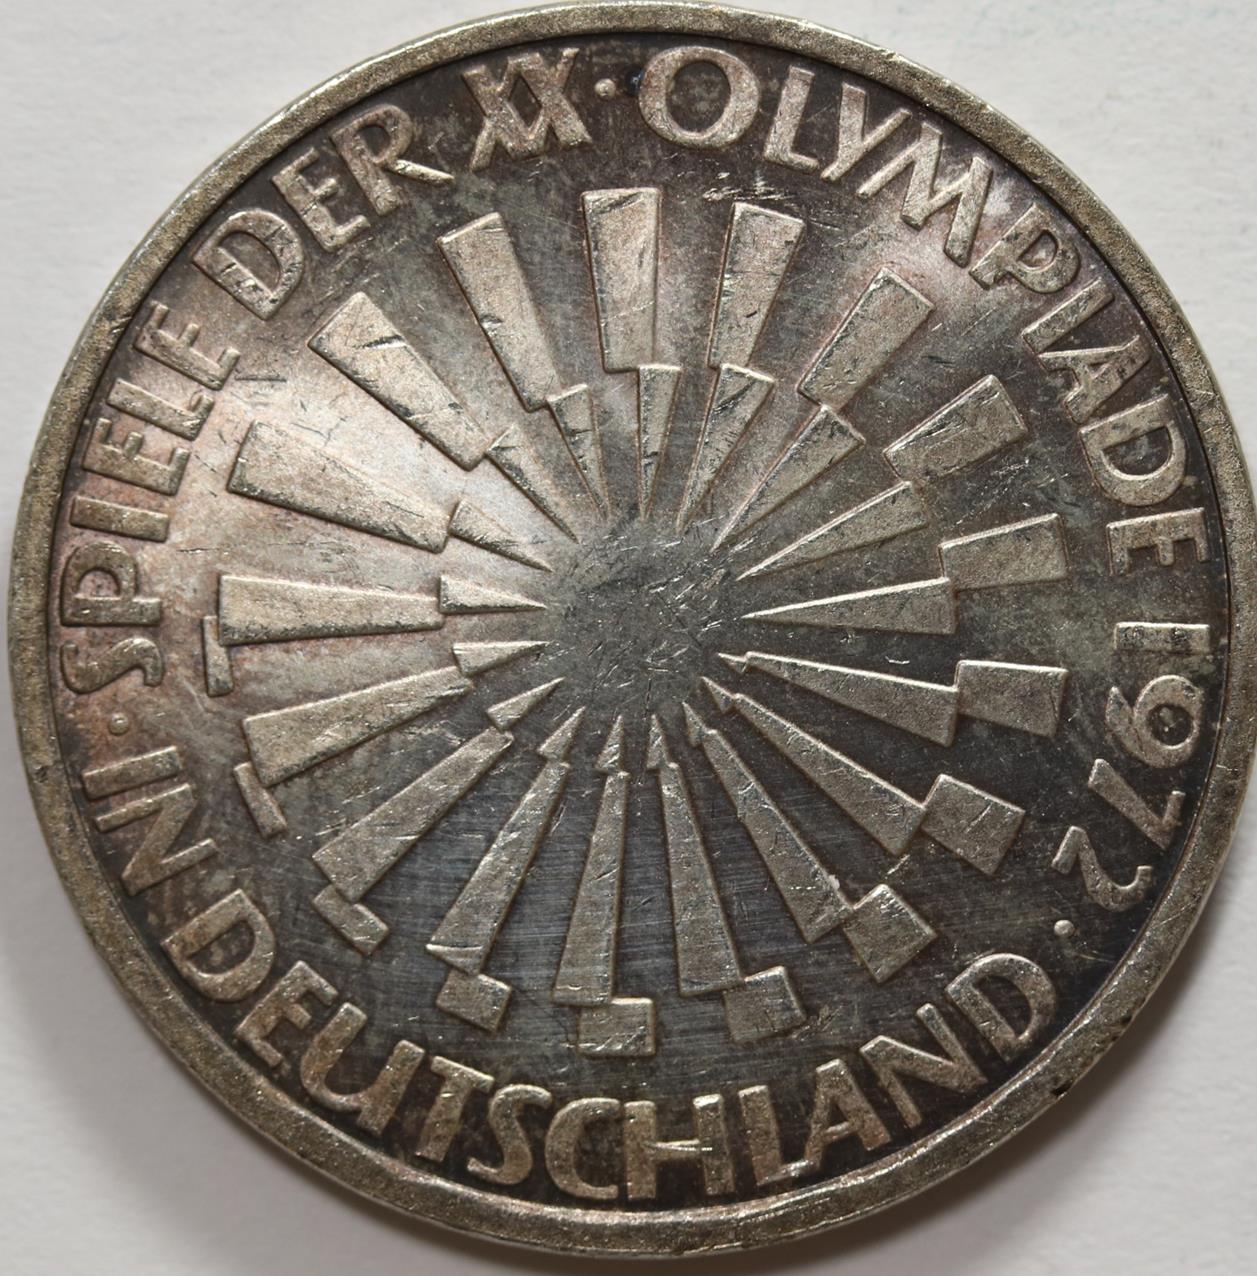 SPIELE DER XX · OLYMPIADE 1972 ·
IN DEUTSCHLAND ·